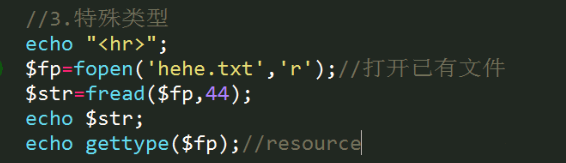 //3.特殊类型
echo "<hr>";
$fp=fopen('hehe.txt','r');//打开已有文件
$str=fread($fp,44);
echo $str;
echo gettype($fp);//resource